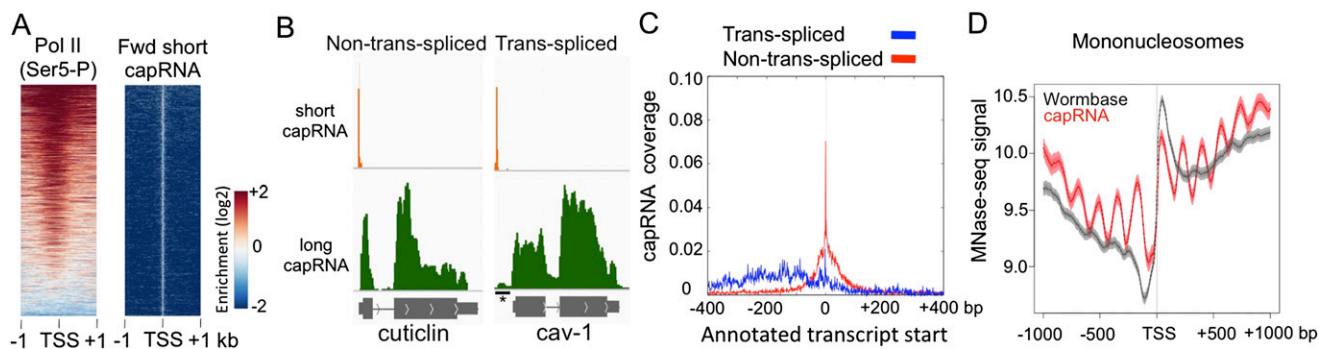 A
Pol II
(Ser5-P)
Fwd short
capRNA
-1 TSS +1
-1 TSS +1 kb
Enrichment (log2)
+2
0
-2
B
Non-trans-spliced
Trans-spliced
short
capRNA
long
capRNA
*
cuticlin
cav-1
C
Trans-spliced
Non-trans-spliced
capRNA coverage
0.10
0.08
0.06
0.04
0.02
0
-400 -200 0 +200 +400 bp
Annotated transcript start
D
Mononucleosomes
Wormbase
capRNA
MNase-seq signal
10.5
10.0
9.5
9.0
-1000 -500 TSS +500 +1000 bp